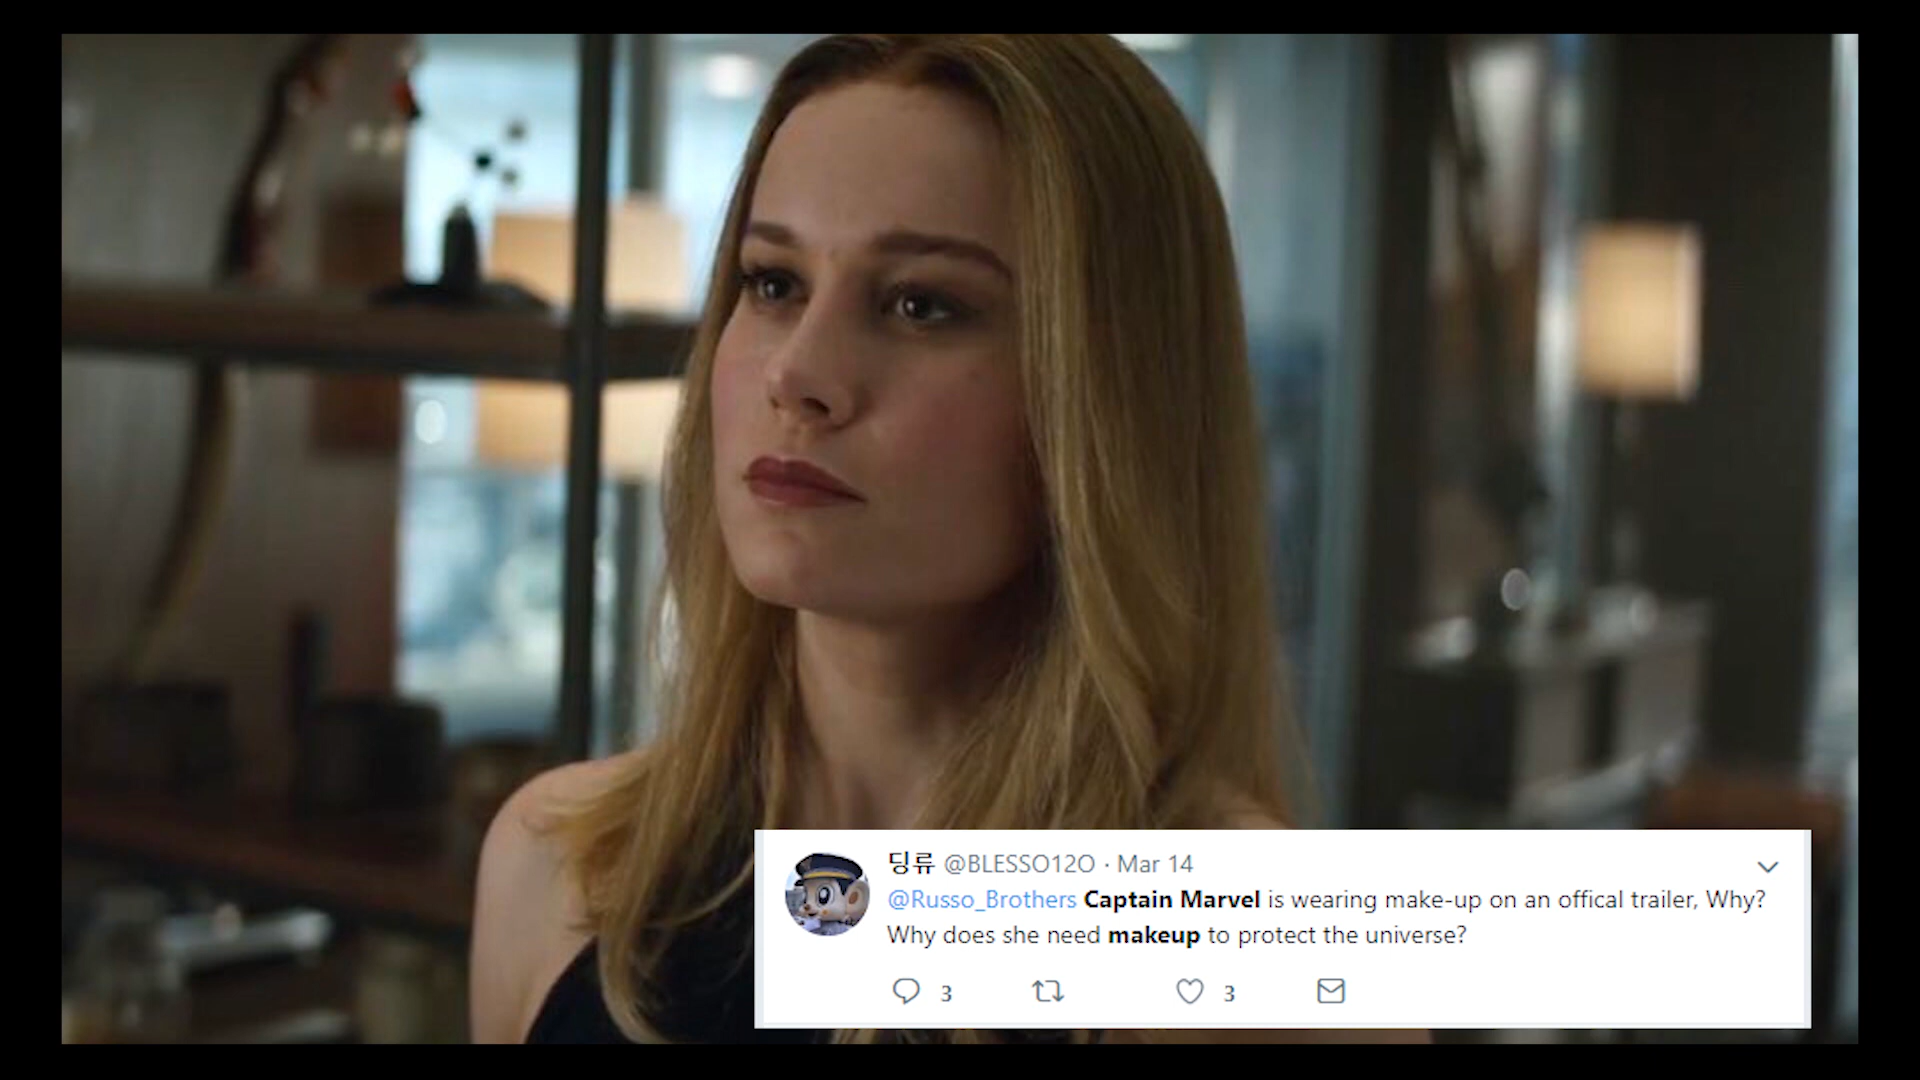 딩류 @BLESSO12O · Mar 14
@Russo_Brothers Captain Marvel is wearing make-up on an offical trailer, Why?
Why does she need makeup to protect the universe?
3 3